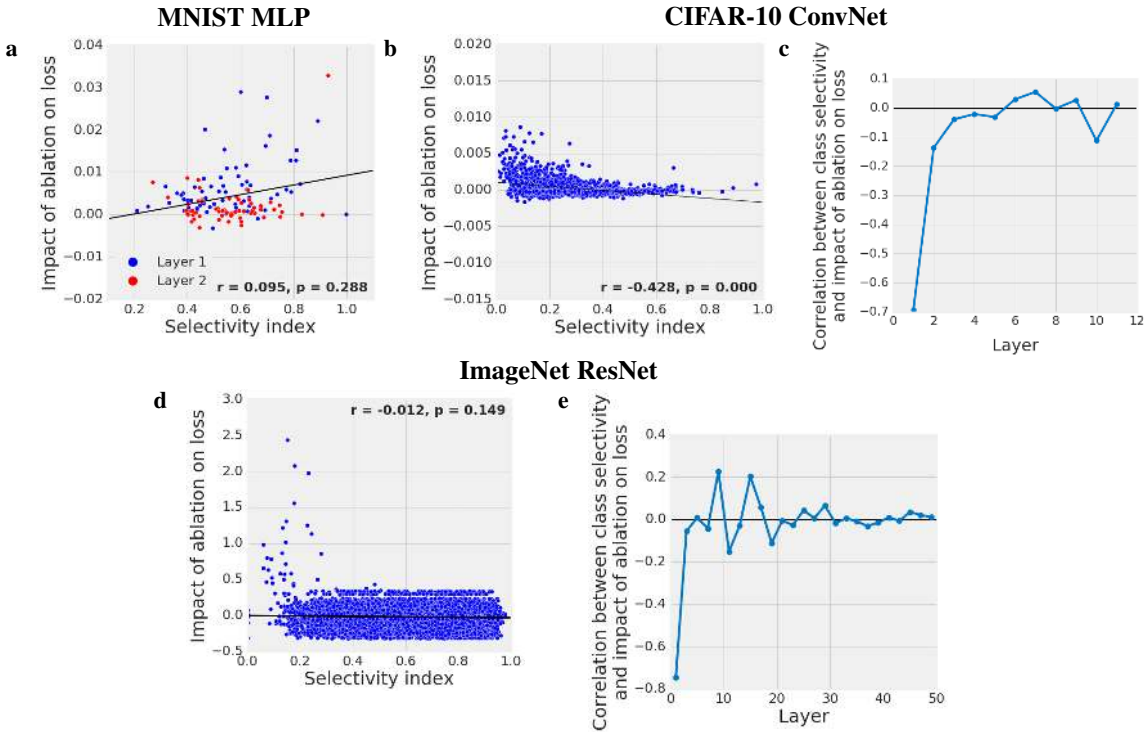 MNIST MLP
CIFAR-10 ConvNet
a
Impact of ablation on loss
0.04
0.03
0.02
0.01
0.00
−0.01
−0.02
Layer 1
Layer 2
r = 0.095, p = 0.288
0.2 0.4 0.6 0.8 1.0
Selectivity index
b
Impact of ablation on loss
0.020
0.015
0.010
0.005
0.000
−0.005
−0.010
−0.015
r = -0.428, p = 0.000
0.0 0.2 0.4 0.6 0.8 1.0
Selectivity index
c
Correlation between class selectivity
and impact of ablation on loss
0.1
0.0
−0.1
−0.2
−0.3
−0.4
−0.5
−0.6
−0.7
0 2 4 6 8 10 12
Layer
ImageNet ResNet
d
Impact of ablation on loss
3.0
2.5
2.0
1.5
1.0
0.5
0.0
−0.5
r = -0.012, p = 0.149
0.0 0.2 0.4 0.6 0.8 1.0
Selectivity index
e
Correlation between class selectivity
and impact of ablation on loss
0.4
0.2
0.0
−0.2
−0.4
−0.6
−0.8
0 10 20 30 40 50
Layer